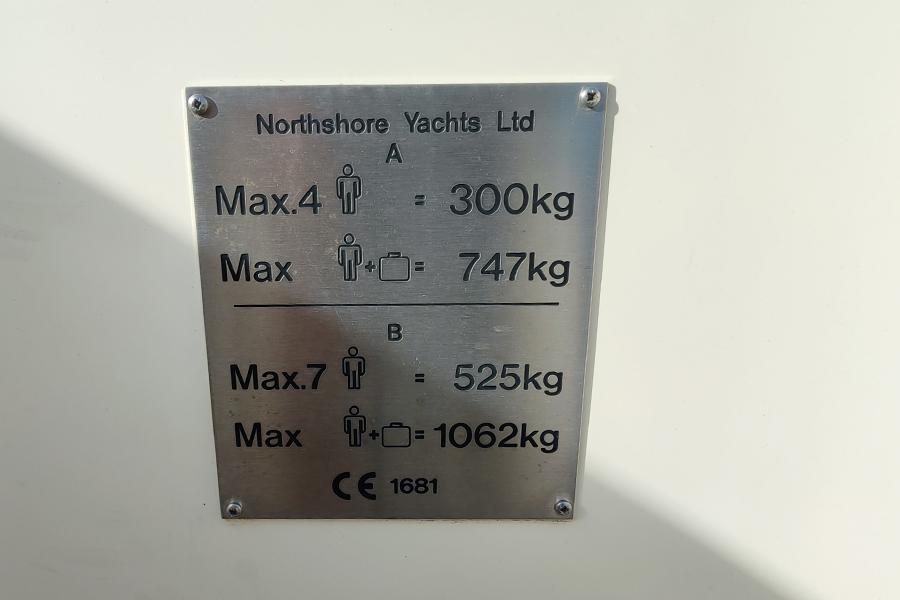 Northshore Yachts Ltd
A
Max.4 = 300kg
Max + = 747kg
B
Max.7 = 525kg
Max + = 1062kg
CE 1681